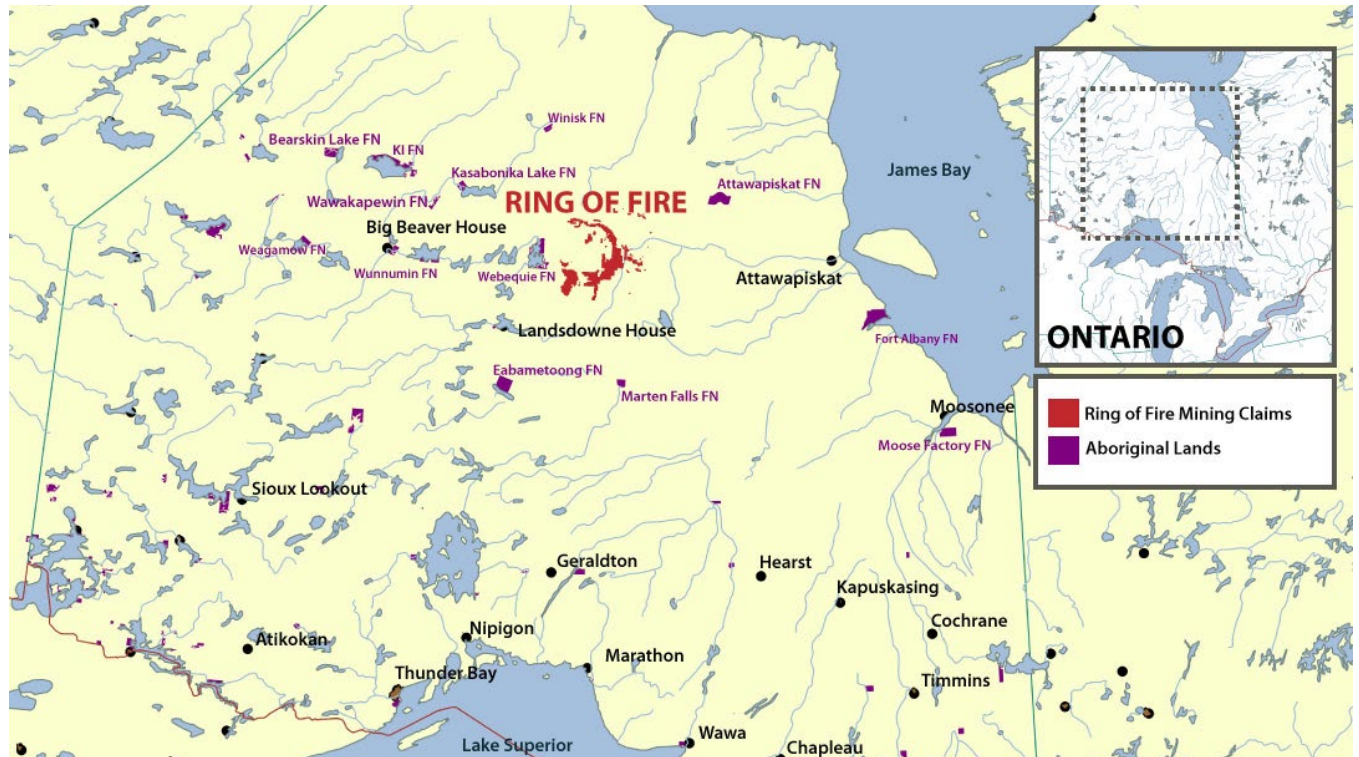 Winisk FN
Bearskin Lake FN
KI FN
Kasabonika Lake FN
James Bay
Attawapiskat FN
Wawakapewin FN
RING OF FIRE
Big Beaver House
Weagamow FN
Wunnumin FN
Webequie FN
Attawapiskat
Landsdowne House
Fort Albany FN
ONTARIO
Eabametoong FN
Marten Falls FN
Moosonee
Ring of Fire Mining Claims
Moose Factory FN
Aboriginal Lands
Sioux Lookout
Geraldton
Hearst
Kapuskasing
Cochrane
Atikokan
Nipigon
Marathon
Thunder Bay
Timmins
Wawa
Lake Superior
Chapleau